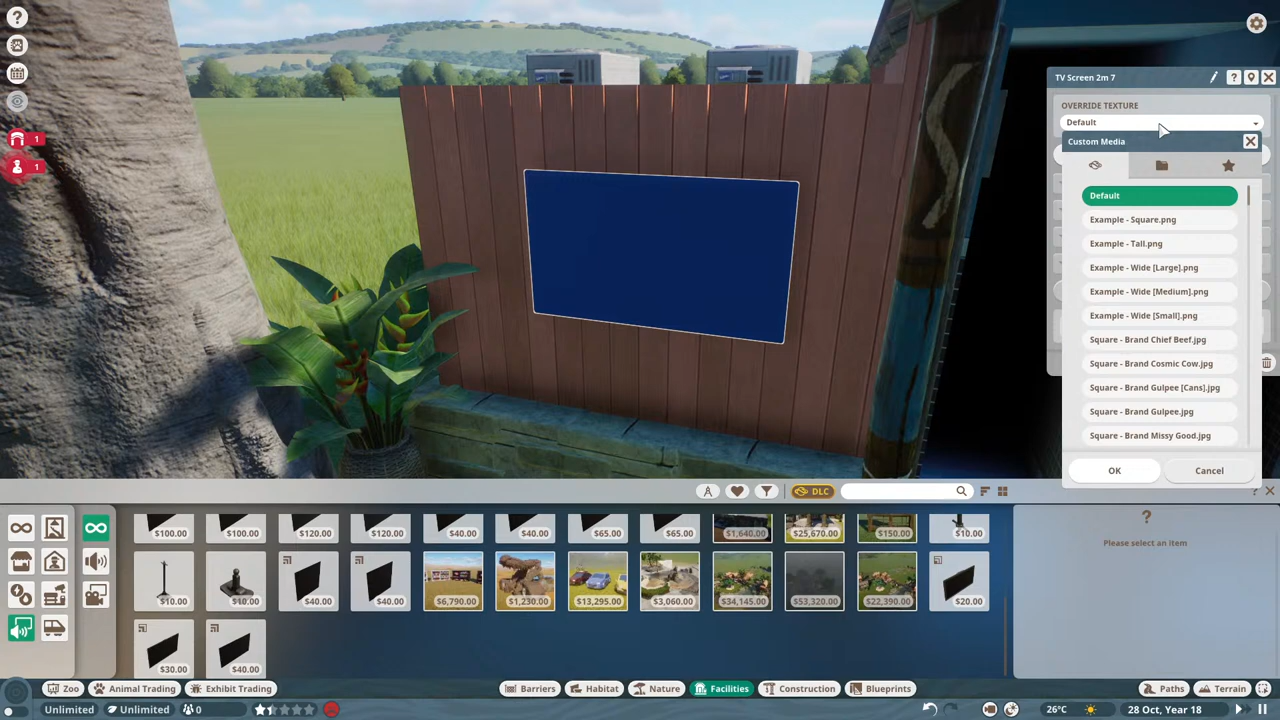 TV Screen 2m 7
?
OVERRIDE TEXTURE
Default
Custom Media
Default
Example - Square.png
Example - Tall.png
Example - Wide [Large].png
Example - Wide [Medium].png
Example - Wide [Small].png
Square - Brand Chief Beef.jpg
Square - Brand Cosmic Cow.jpg
Square - Brand Gulpee [Cans].jpg
Square - Brand Gulpee.jpg
Square - Brand Missy Good.jpg
OK Cancel
?
1
1
DLC
?
$100.00 $100.00 $120.00 $120.00 $40.00 $40.00 $65.00 $65.00 $1,640.00 $25,670.00 $150.00 $10.00
$10.00 $10.00 $40.00 $40.00 $6,790.00 $1,230.00 $13,295.00 $3,060.00 $34,145.00 $53,320.00 $22,390.00 $20.00
$30.00 $40.00
?
Please select an item
Zoo Animal Trading Exhibit Trading Barriers Habitat Nature Facilities Construction Blueprints Paths Terrain
Unlimited Unlimited 0 26°C 28 Oct, Year 18